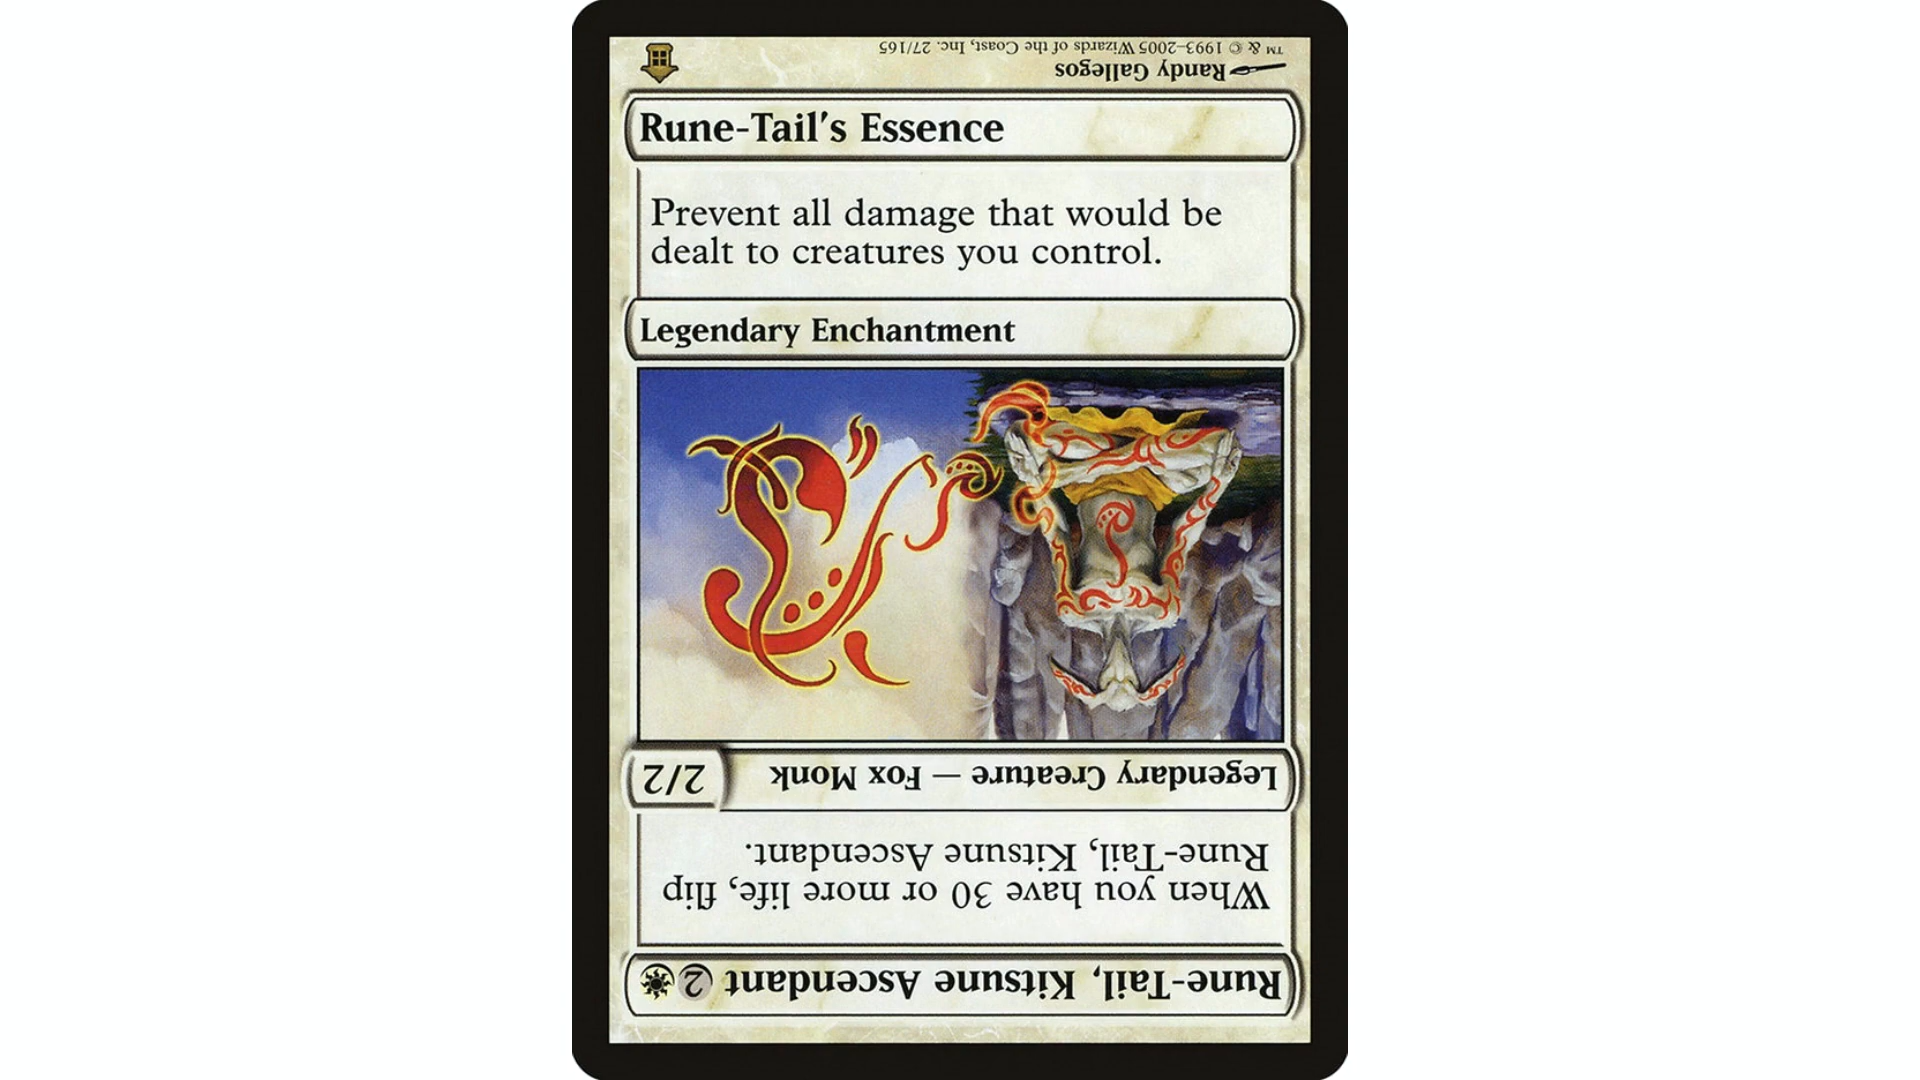 ™ & © 1993–2005 Wizards of the Coast, Inc. 27/165
Randy Gallegos
Rune-Tail's Essence
Prevent all damage that would be
dealt to creatures you control.
Legendary Enchantment
Legendary Creature — Fox Monk
2/2
When you have 30 or more life, flip
Rune-Tail, Kitsune Ascendant.
Rune-Tail, Kitsune Ascendant 2